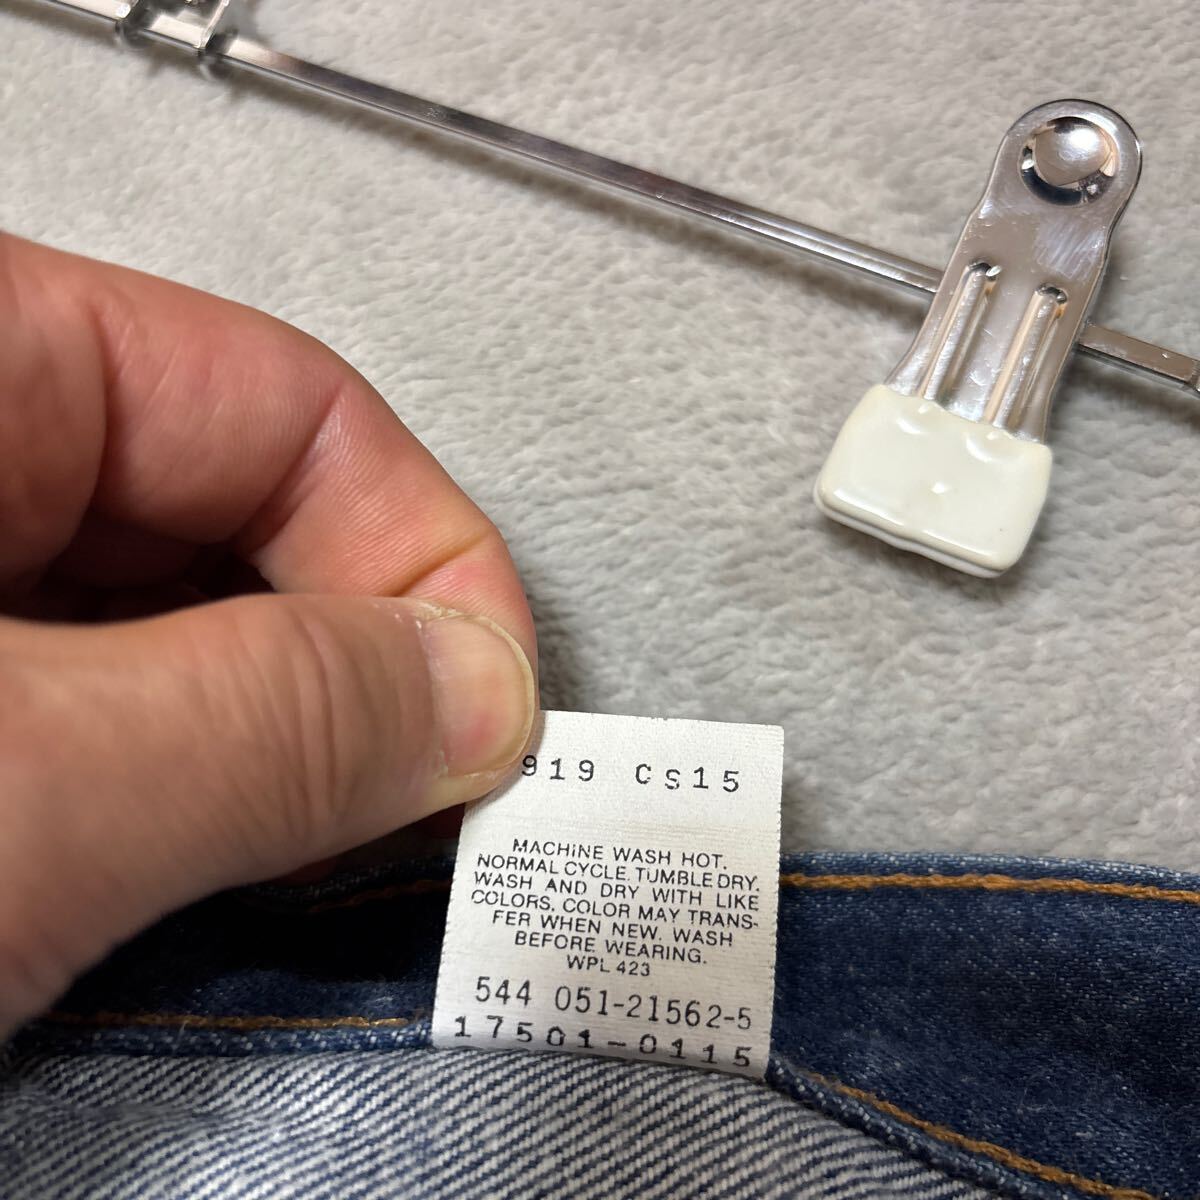 919 CS15
MACHINE WASH HOT.
NORMAL CYCLE. TUMBLE DRY.
WASH AND DRY WITH LIKE
COLORS. COLOR MAY TRANS-
FER WHEN NEW. WASH
BEFORE WEARING.
WPL 423
544 051-21562-5
17501-0115